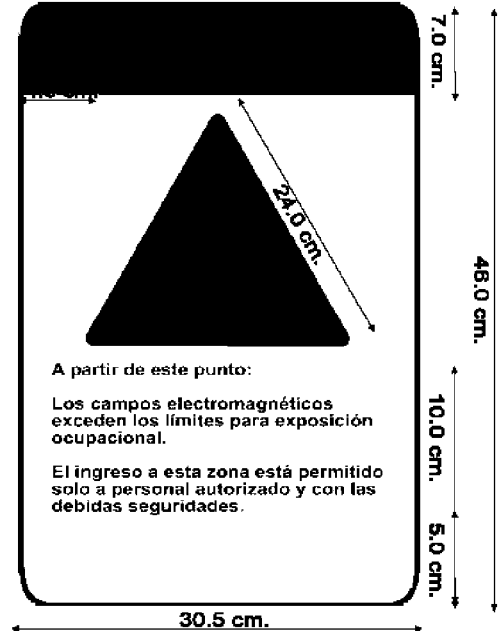 7.0 cm.
24.0 cm.
46.0 cm.
A partir de este punto:
Los campos electromagnéticos
exceden los límites para exposición
ocupacional.
10.0 cm.
El ingreso a esta zona está permitido
solo a personal autorizado y con las
debidas seguridades.
5.0 cm.
30.5 cm.